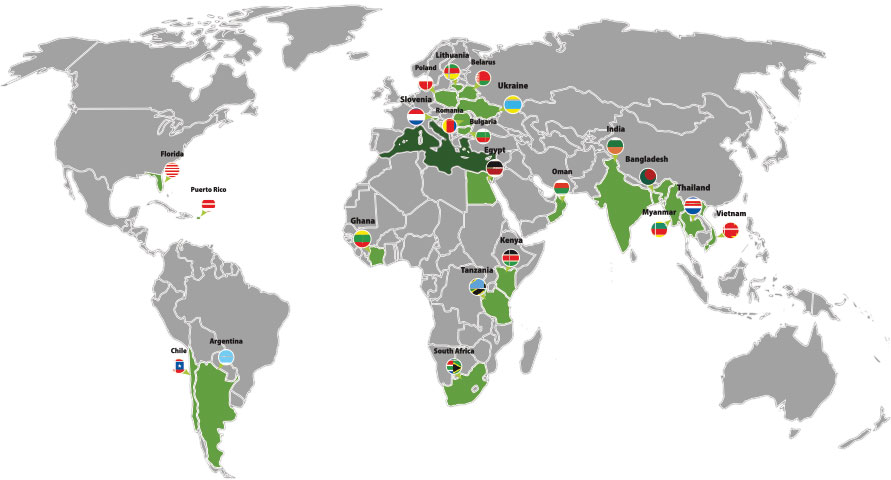 Lithuania
Poland
Belarus
Ukraine
Slovenia
Romania
Bulgaria
India
Florida
Egypt
Bangladesh
Oman
Thailand
Puerto Rico
Myanmar
Vietnam
Ghana
Kenya
Tanzania
Argentina
Chile
South Africa